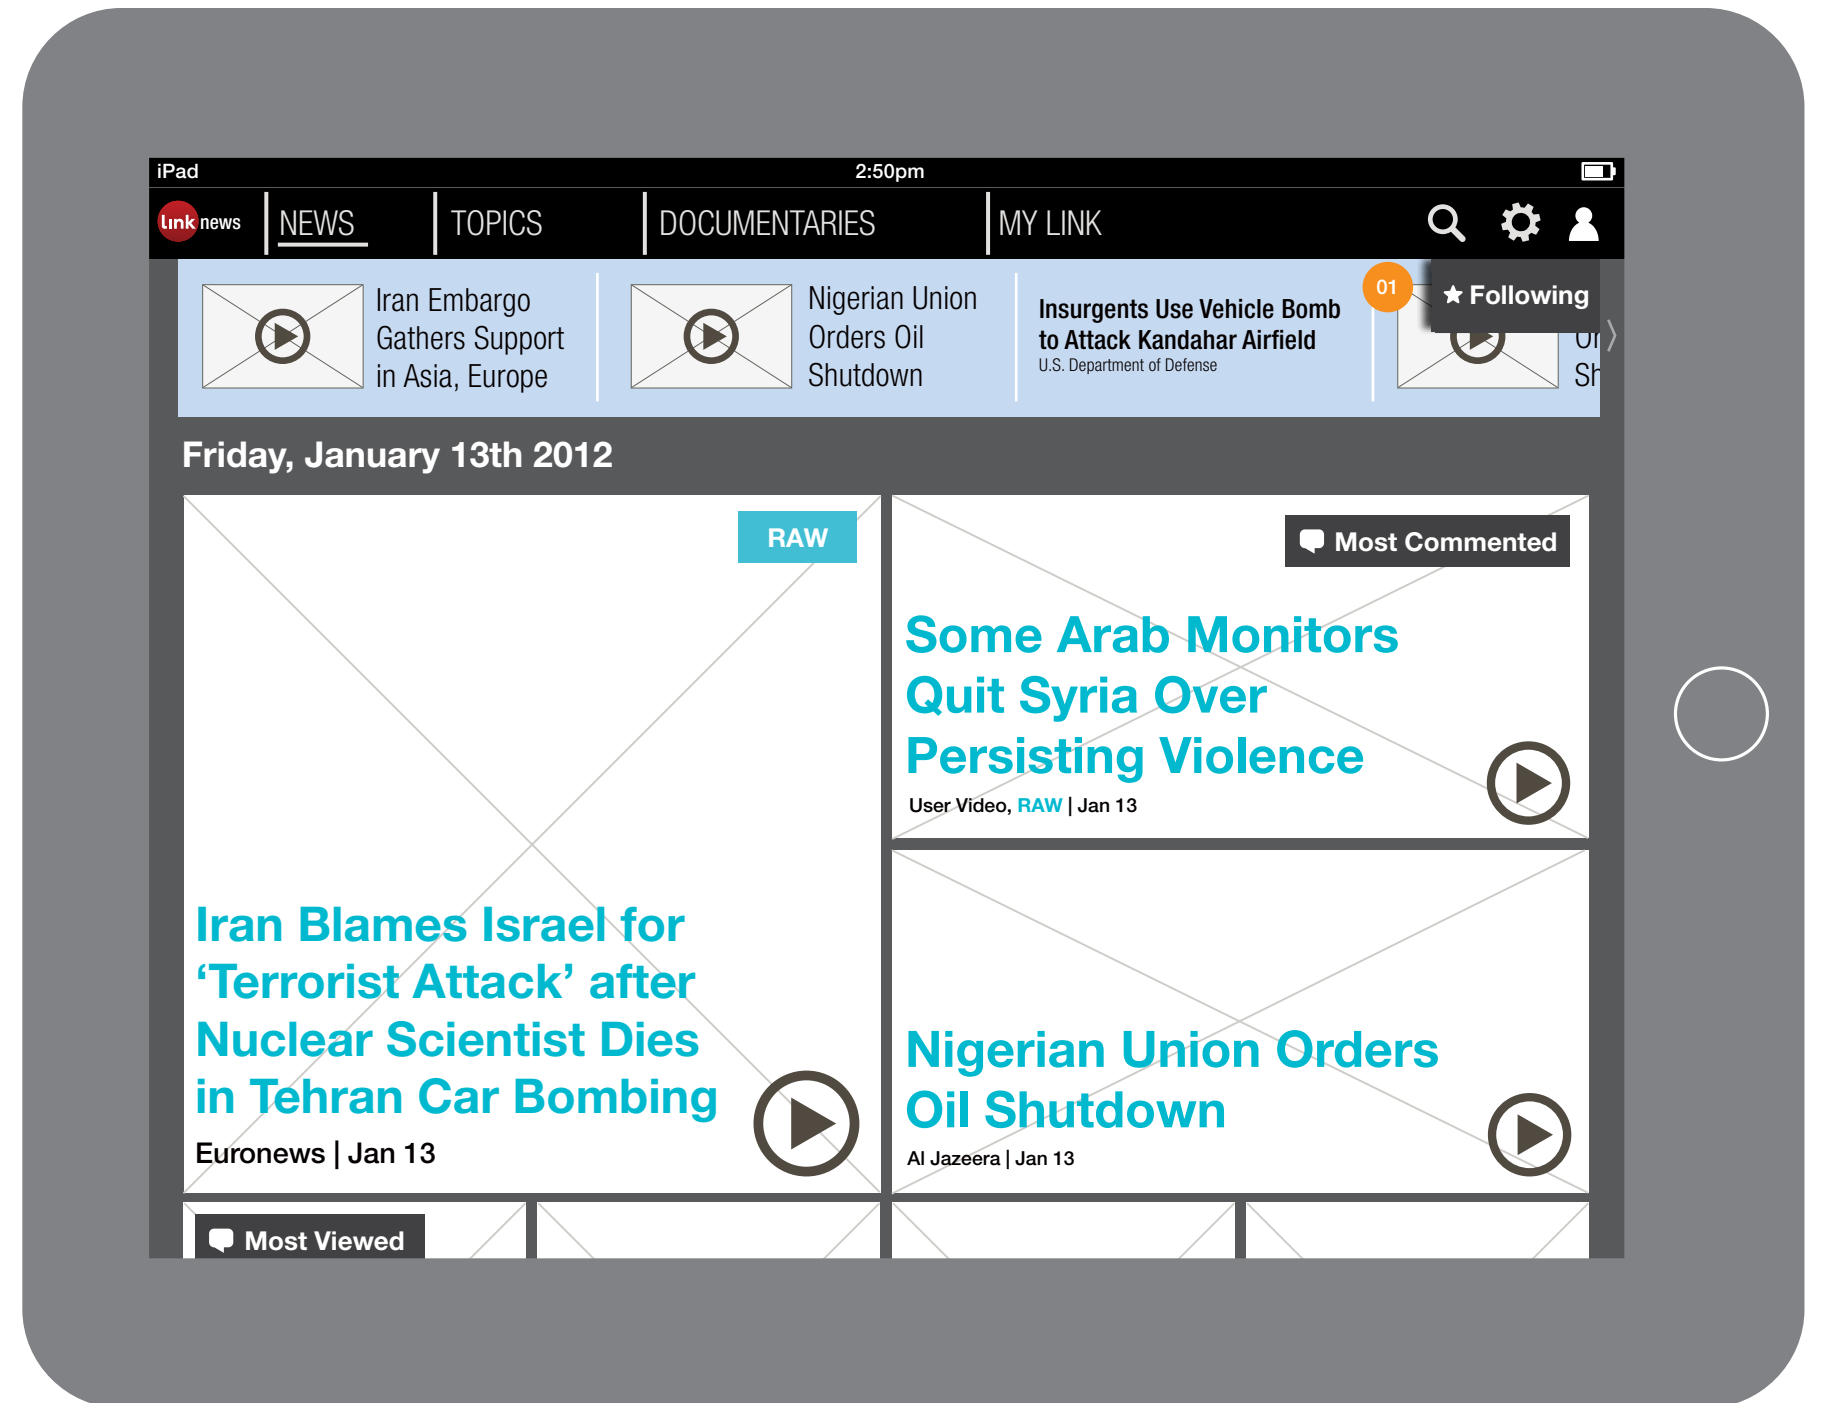 iPad
2:50pm
link news
NEWS
TOPICS
DOCUMENTARIES
MY LINK
Iran Embargo
Gathers Support
in Asia, Europe
Nigerian Union
Orders Oil
Shutdown
Insurgents Use Vehicle Bomb
to Attack Kandahar Airfield
U.S. Department of Defense
01
Following
Or
Sh
Friday, January 13th 2012
RAW
Iran Blames Israel for
‘Terrorist Attack’ after
Nuclear Scientist Dies
in Tehran Car Bombing
Euronews | Jan 13
Most Commented
Some Arab Monitors
Quit Syria Over
Persisting Violence
User Video, RAW | Jan 13
Nigerian Union Orders
Oil Shutdown
Al Jazeera | Jan 13
Most Viewed